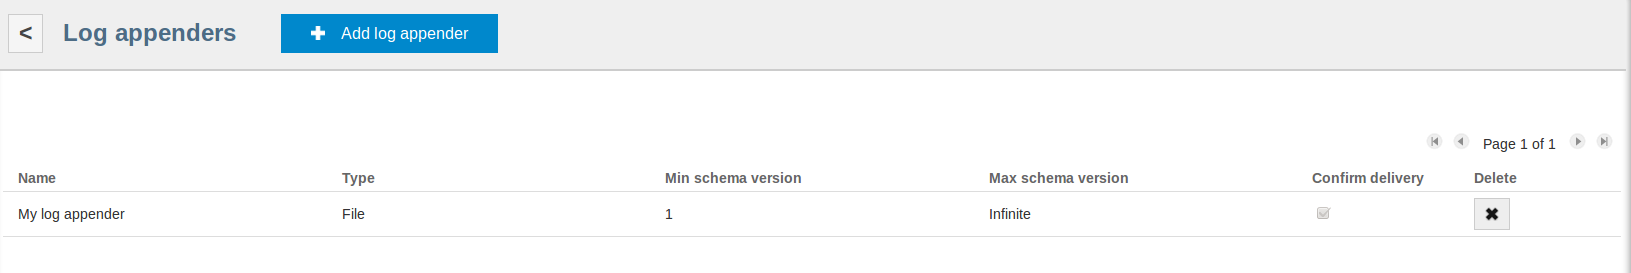 < Log appenders Add log appender
Page 1 of 1
Name Type Min schema version Max schema version Confirm delivery Delete
My log appender File 1 Infinite